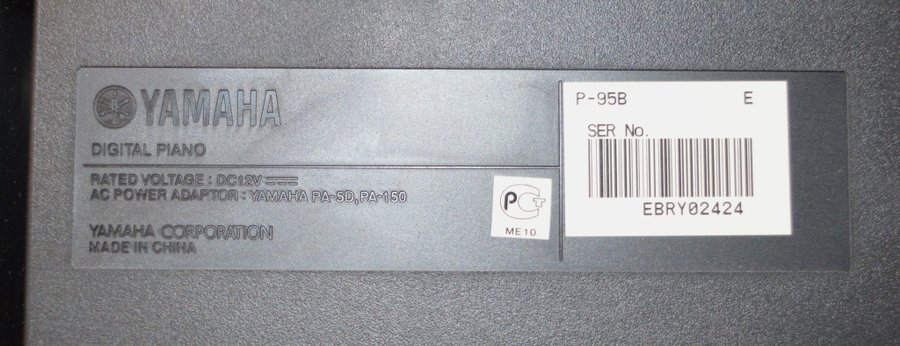 YAMAHA
DIGITAL PIANO
RATED VOLTAGE : DC12V
AC POWER ADAPTOR : YAMAHA PA-5D, PA-150
YAMAHA CORPORATION
MADE IN CHINA
PCT
ME10
P-95B E
SER No.
EBRY02424